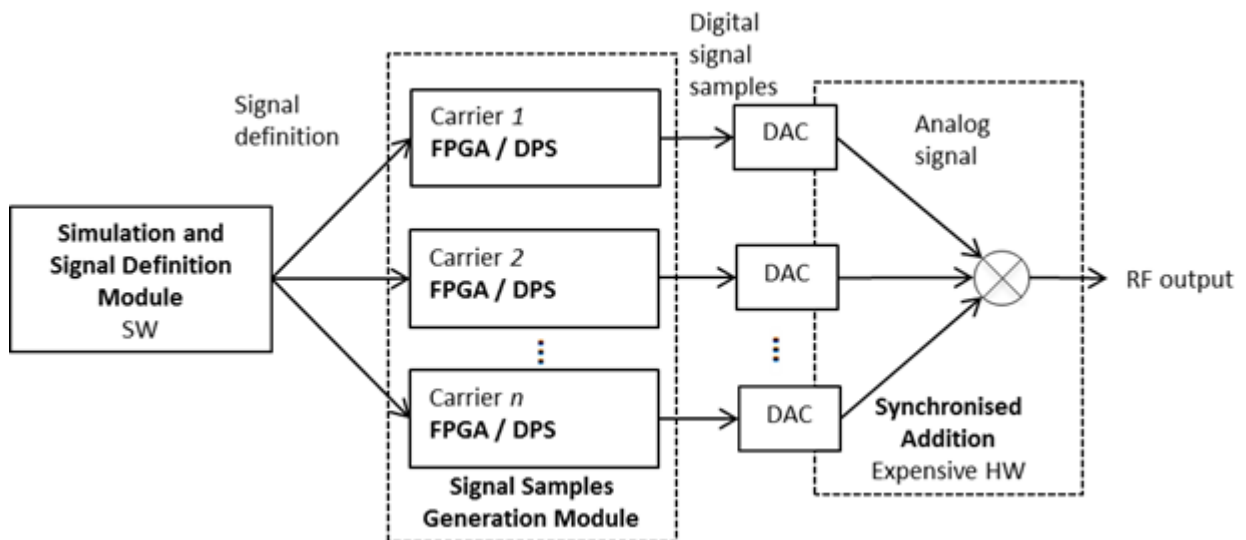 Signal
definition
Simulation and
Signal Definition
Module
SW
Carrier 1
FPGA / DPS
Carrier 2
FPGA / DPS
Carrier n
FPGA / DPS
Signal Samples
Generation Module
Digital
signal
samples
DAC
DAC
DAC
Analog
signal
Synchronised
Addition
Expensive HW
RF output